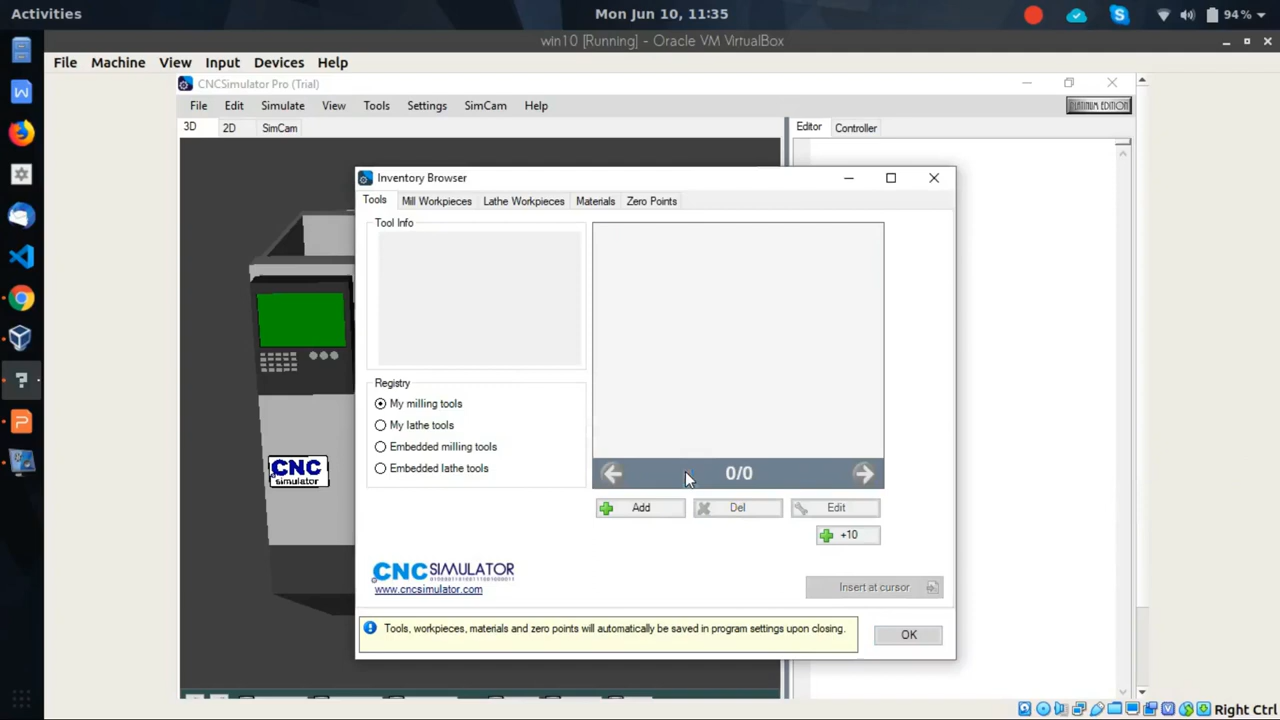 Activities
Mon Jun 10, 11:35
94%
win10 [Running] - Oracle VM VirtualBox
File Machine View Input Devices Help
CNCSimulator Pro (Trial)
File Edit Simulate View Tools Settings SimCam Help
PLATINUM EDITION
3D 2D SimCam
Editor Controller
Inventory Browser
Tools Mill Workpieces Lathe Workpieces Materials Zero Points
Tool Info
Registry
My milling tools
My lathe tools
Embedded milling tools
Embedded lathe tools
0/0
Add Del Edit
+10
CNC
simulator
CNC SIMULATOR
www.cncsimulator.com
Insert at cursor
Tools, workpieces, materials and zero points will automatically be saved in program settings upon closing.
OK
Right Ctrl